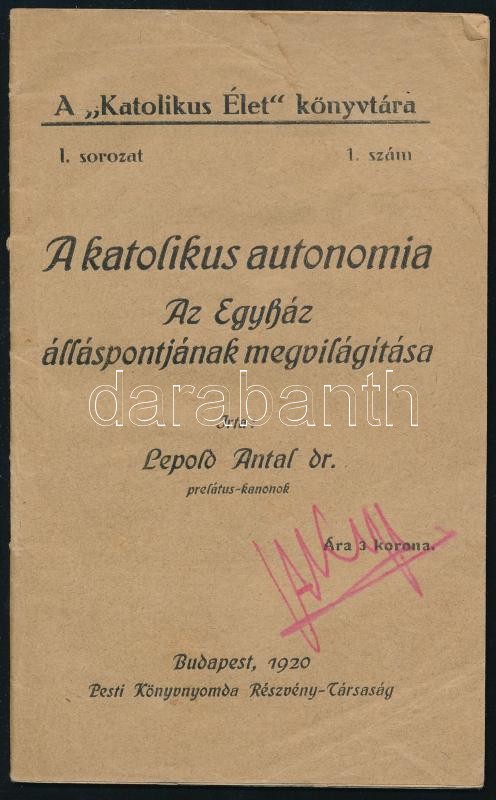 A „Katolikus Élet“ könyvtára
I. sorozat 1. szám
A katolikus autonomia
Az Egyház
álláspontjának megvilágítása
darabanth
Irta:
Lepold Antal dr.
prelátus-kanonok
Ára 3 korona.
Budapest, 1920
Pesti Könyvnyomda Részvény-Társaság